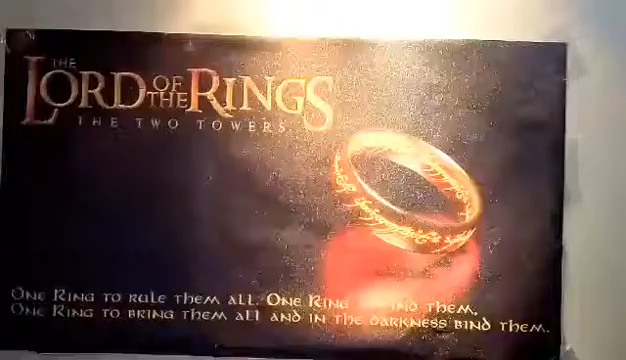 THE
LORD OF THE RINGS
THE TWO TOWERS
One Ring to rule them all. One Ring them,
One Ring to bring them all and in the darkness bind them.